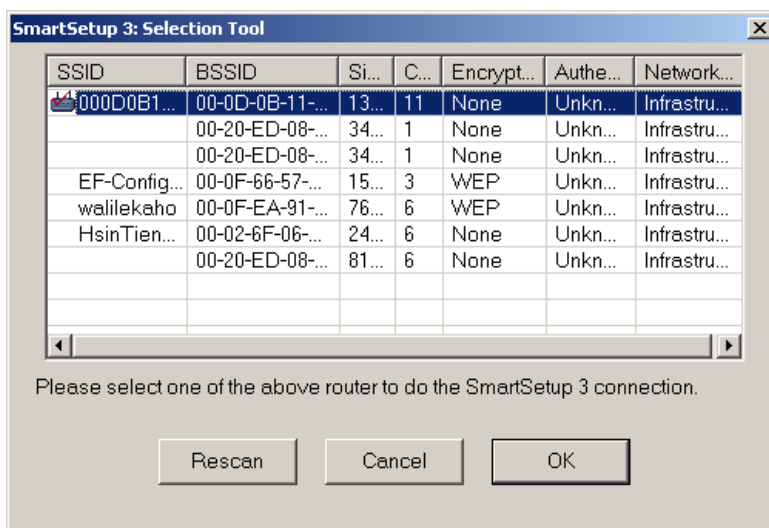 SmartSetup 3: Selection Tool
SSID BSSID Si... C... Encrypt... Authe... Network...
000D0B1... 00-0D-0B-11-... 13... 11 None Unkn... Infrastru...
00-20-ED-08-... 34... 1 None Unkn... Infrastru...
00-20-ED-08-... 34... 1 None Unkn... Infrastru...
EF-Config... 00-0F-66-57-... 15... 3 WEP Unkn... Infrastru...
walilekaho 00-0F-EA-91-... 76... 6 WEP Unkn... Infrastru...
HsinTien... 00-02-6F-06-... 24... 6 None Unkn... Infrastru...
00-20-ED-08-... 81... 6 None Unkn... Infrastru...
Please select one of the above router to do the SmartSetup 3 connection.
Rescan Cancel OK